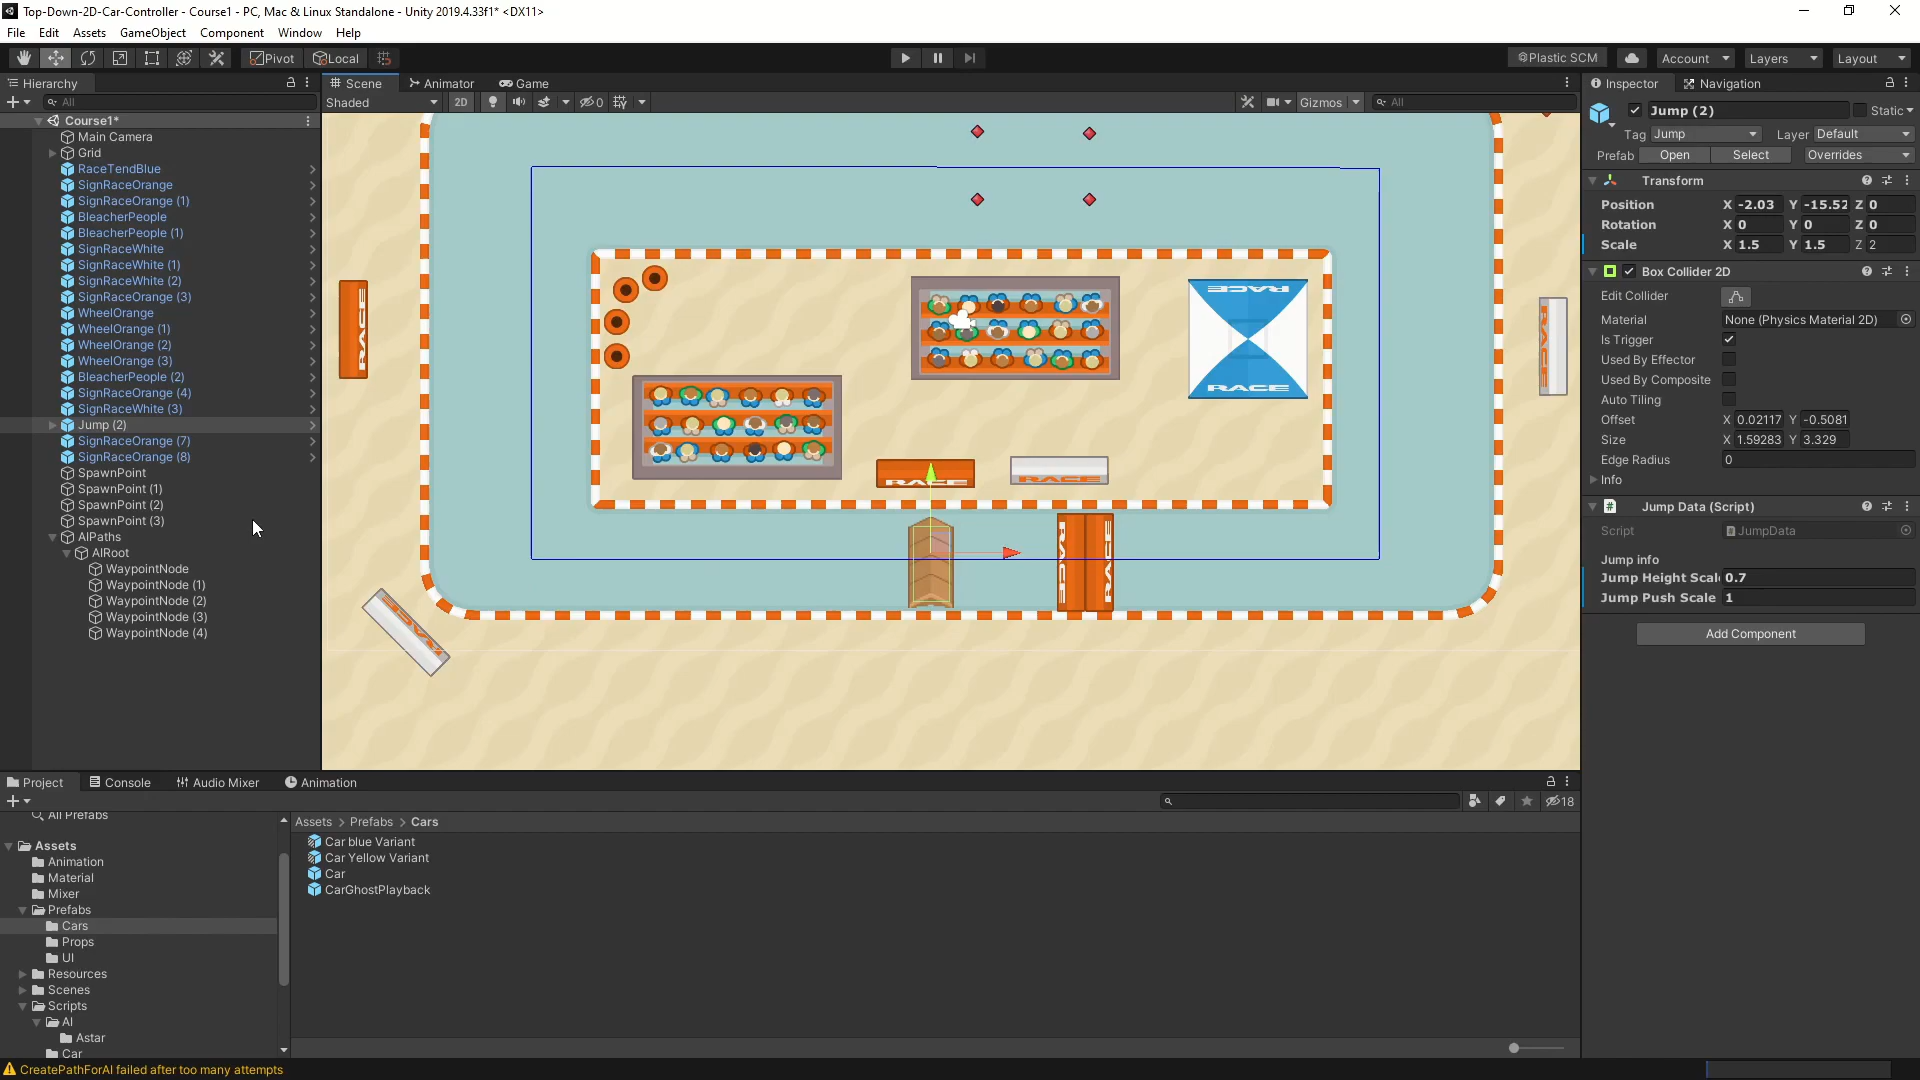 Top-Down-2D-Car-Controller - Course1 - PC, Mac & Linux Standalone - Unity 2019.4.33f1* <DX11>
File Edit Assets GameObject Component Window Help
Pivot Local Plastic SCM Account Layers Layout
Hierarchy
All
Course1*
Main Camera
Grid
RaceTendBlue
SignRaceOrange
SignRaceOrange (1)
BleacherPeople
BleacherPeople (1)
SignRaceWhite
SignRaceWhite (1)
SignRaceWhite (2)
SignRaceOrange (3)
WheelOrange
WheelOrange (1)
WheelOrange (2)
WheelOrange (3)
BleacherPeople (2)
SignRaceOrange (4)
SignRaceWhite (3)
Jump (2)
SignRaceOrange (7)
SignRaceOrange (8)
SpawnPoint
SpawnPoint (1)
SpawnPoint (2)
SpawnPoint (3)
AIPaths
AIRoot
WaypointNode
WaypointNode (1)
WaypointNode (2)
WaypointNode (3)
WaypointNode (4)
Scene Animator Game
Shaded 2D 0 Gizmos All
RACE
RACE
RACE
RACE
RACE
RACE
RACE
RACE
RACE
Inspector Navigation
Jump (2) Static
Tag Jump Layer Default
Prefab Open Select Overrides
Transform
Position X -2.03 Y -15.52 Z 0
Rotation X 0 Y 0 Z 0
Scale X 1.5 Y 1.5 Z 2
Box Collider 2D
Edit Collider
Material None (Physics Material 2D)
Is Trigger
Used By Effector
Used By Composite
Auto Tiling
Offset X 0.02117 Y -0.5081
Size X 1.59283 Y 3.329
Edge Radius 0
Info
Jump Data (Script)
Script JumpData
Jump info
Jump Height Scal 0.7
Jump Push Scale 1
Add Component
Project Console Audio Mixer Animation
18
All Prefabs
Assets
Animation
Material
Mixer
Prefabs
Cars
Props
UI
Resources
Scenes
Scripts
AI
Astar
Car
Assets > Prefabs > Cars
Car blue Variant
Car Yellow Variant
Car
CarGhostPlayback
CreatePathForAI failed after too many attempts